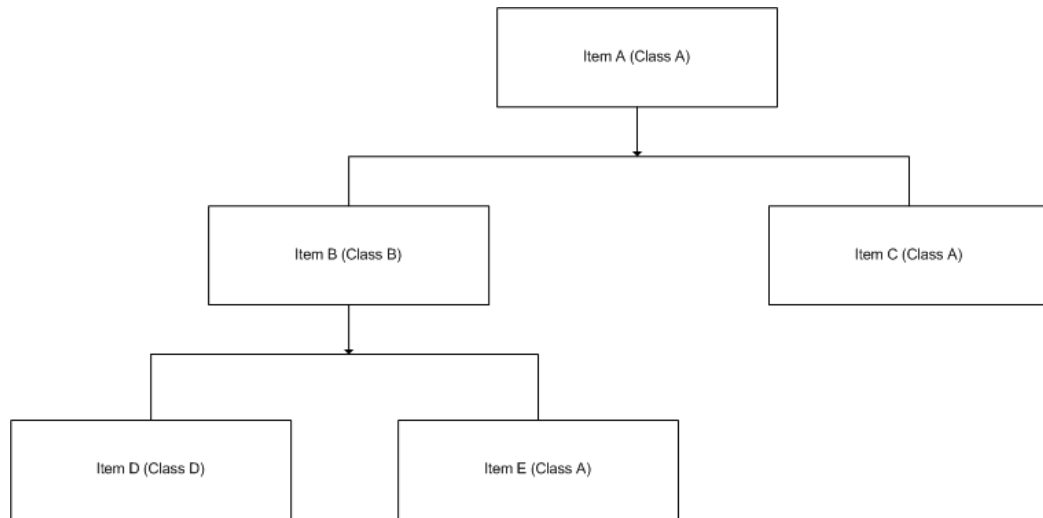 Item A (Class A)
Item B (Class B)
Item C (Class A)
Item D (Class D)
Item E (Class A)